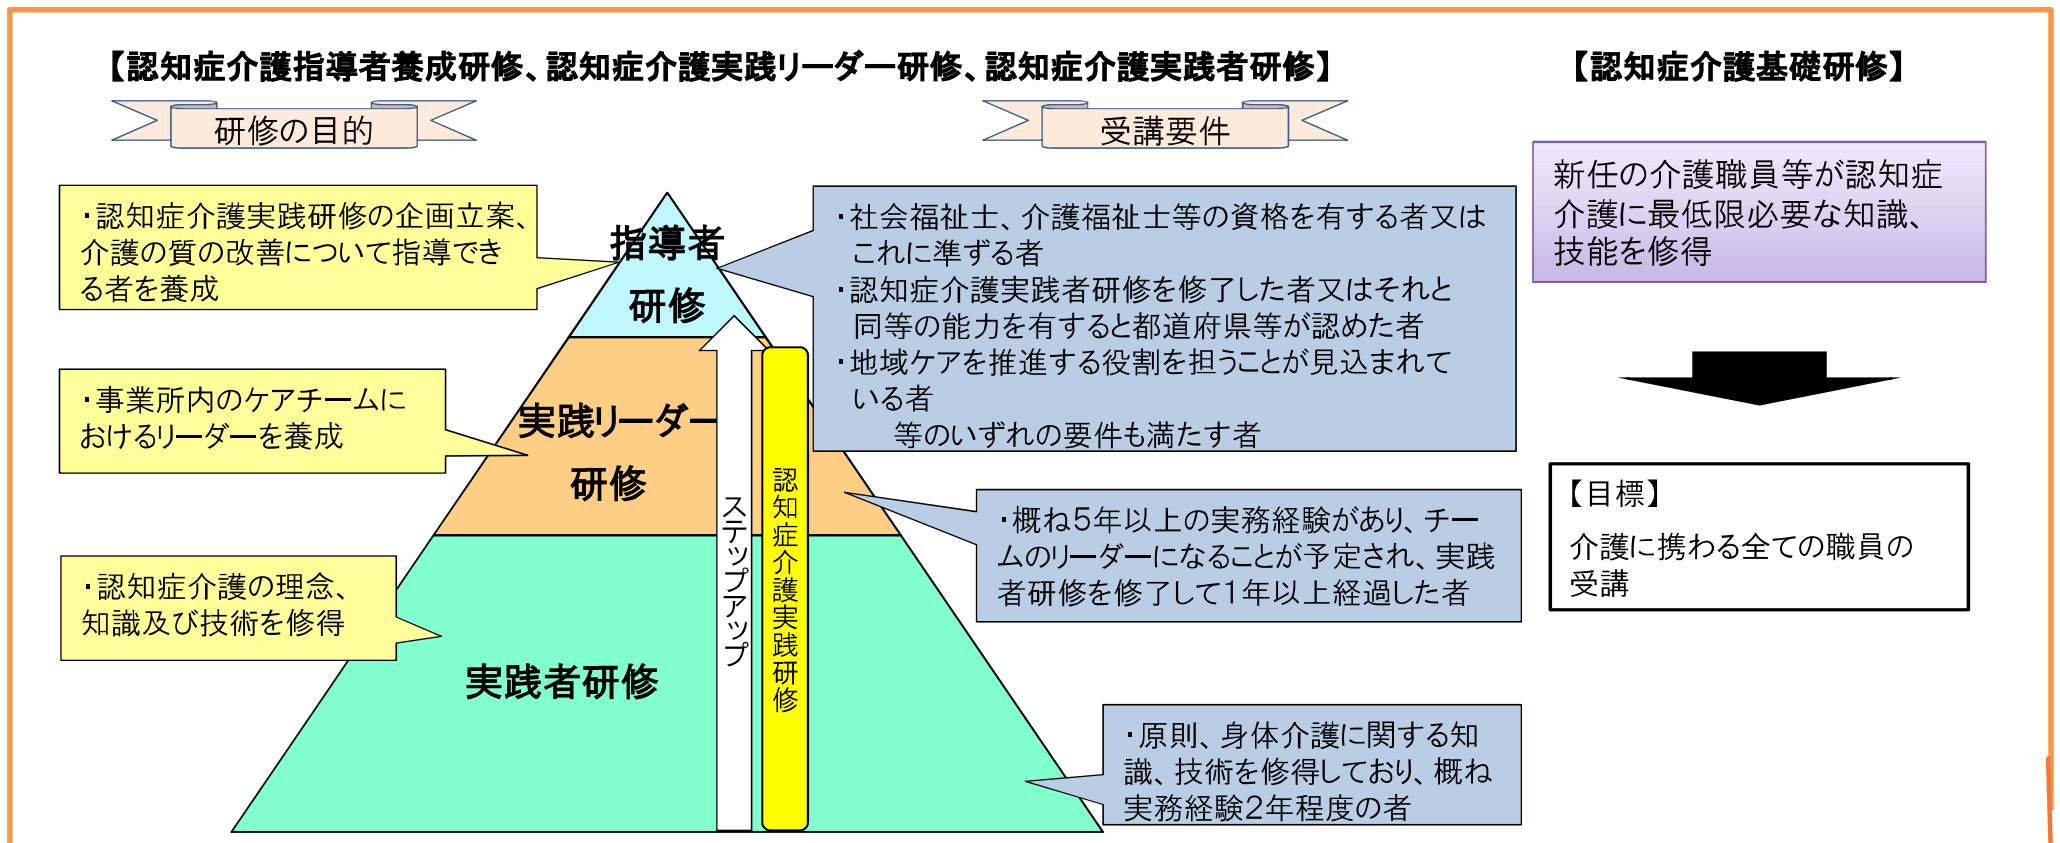 【認知症介護指導者養成研修、認知症介護実践リーダー研修、認知症介護実践者研修】
研修の目的
受講要件
・認知症介護実践研修の企画立案、
介護の質の改善について指導でき
る者を養成
・事業所内のケアチームに
おけるリーダーを養成
・認知症介護の理念、
知識及び技術を修得
指導者
研修
実践リーダー
研修
実践者研修
ステップアップ
認知症介護実践研修
・社会福祉士、介護福祉士等の資格を有する者又は
これに準ずる者
・認知症介護実践者研修を修了した者又はそれと
同等の能力を有すると都道府県等が認めた者
・地域ケアを推進する役割を担うことが見込まれて
いる者
等のいずれの要件も満たす者
・概ね5年以上の実務経験があり、チー
ムのリーダーになることが予定され、実践
者研修を修了して1年以上経過した者
・原則、身体介護に関する知
識、技術を修得しており、概ね
実務経験2年程度の者
【認知症介護基礎研修】
新任の介護職員等が認知症
介護に最低限必要な知識、
技能を修得
【目標】
介護に携わる全ての職員の
受講